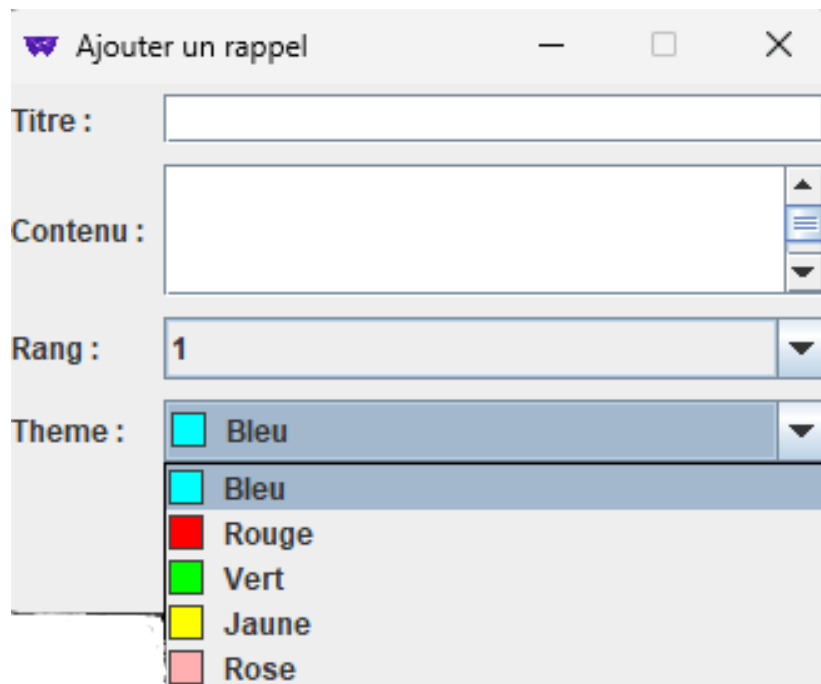 Ajouter un rappel
Titre :
Contenu :
Rang : 1
Theme : Bleu
Bleu
Rouge
Vert
Jaune
Rose